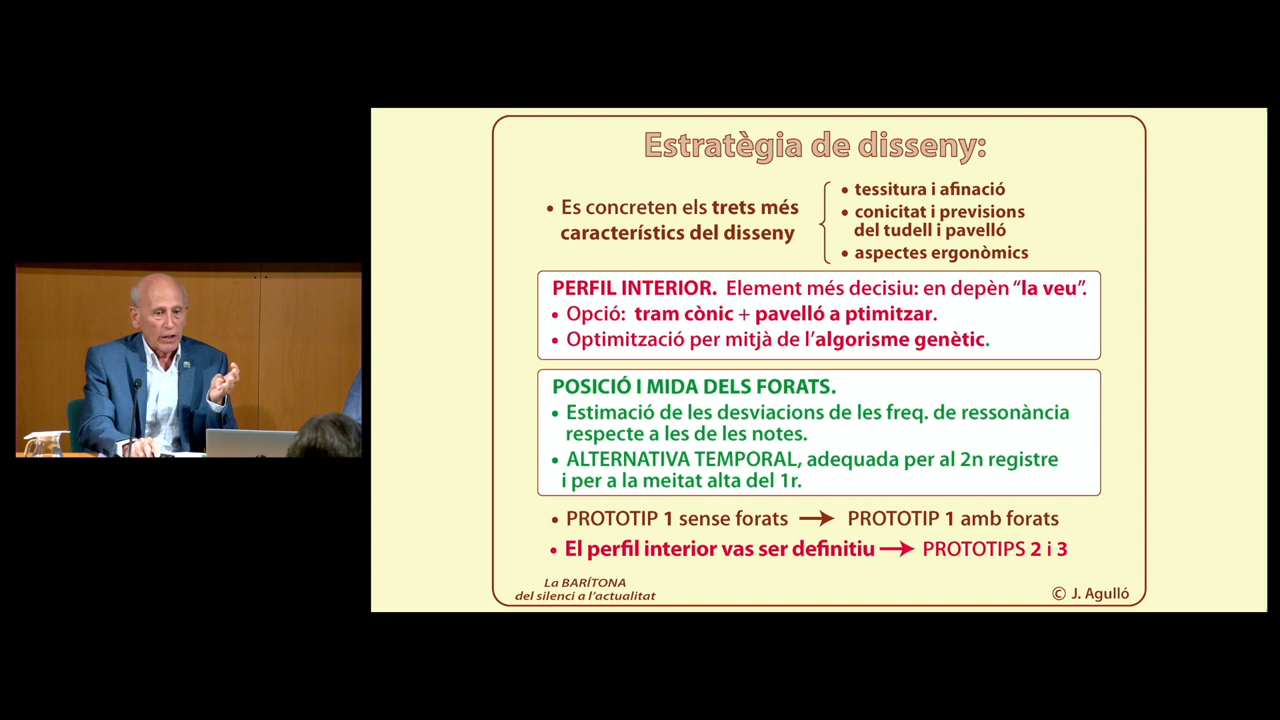 Estratègia de disseny:
• Es concreten els trets més
característics del disseny
• tessitura i afinació
• conicitat i previsions
del tudell i pavelló
• aspectes ergonòmics
PERFIL INTERIOR. Element més decisiu: en depèn “la veu”.
• Opció: tram cònic + pavelló a ptimitzar.
• Optimització per mitjà de l’algorisme genètic.
POSICIÓ I MIDA DELS FORATS.
• Estimació de les desviacions de les freq. de ressonància
respecte a les de les notes.
• ALTERNATIVA TEMPORAL, adequada per al 2n registre
i per a la meitat alta del 1r.
• PROTOTIP 1 sense forats → PROTOTIP 1 amb forats
• El perfil interior vas ser definitiu → PROTOTIPS 2 i 3
La BARÍTONA
del silenci a l’actualitat
© J. Agulló